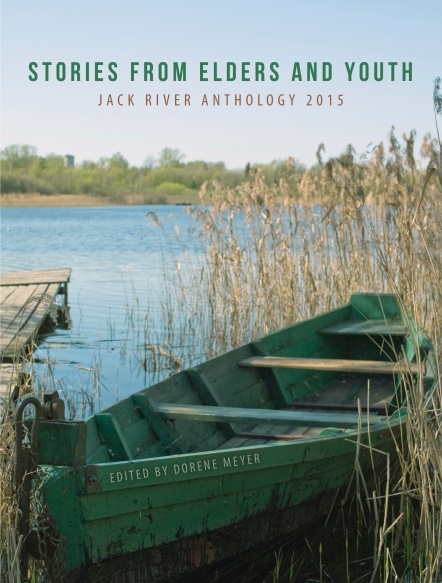 STORIES FROM ELDERS AND YOUTH
JACK RIVER ANTHOLOGY 2015
EDITED BY DORENE MEYER